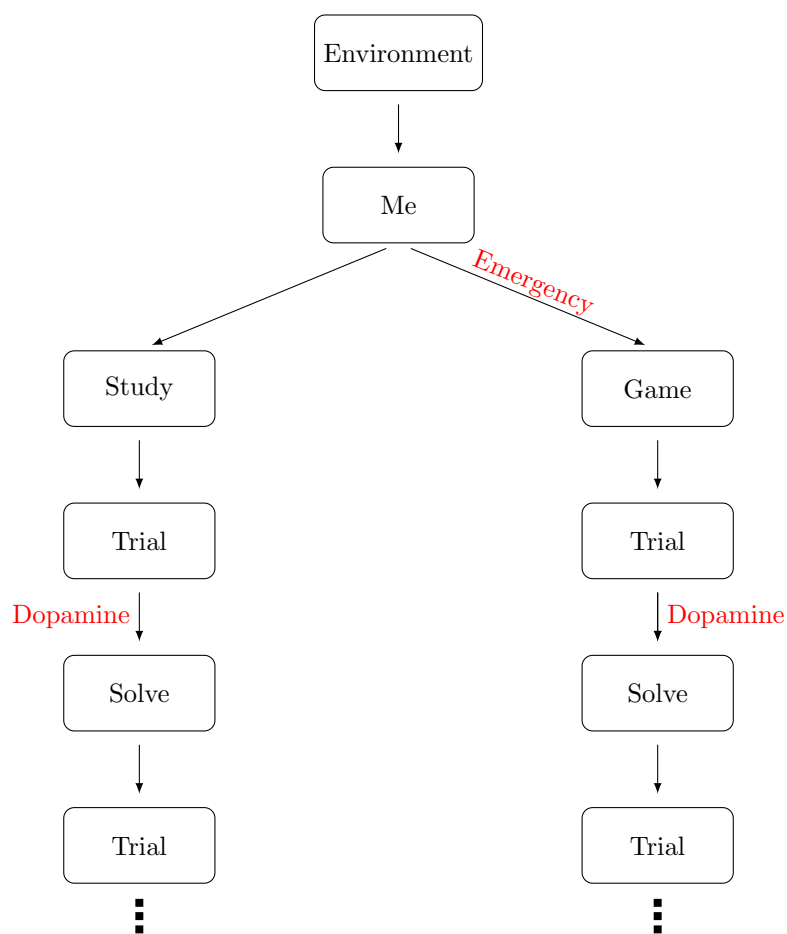 Environment
Me
Emergency
Study
Game
Trial
Trial
Dopamine
Dopamine
Solve
Solve
Trial
Trial